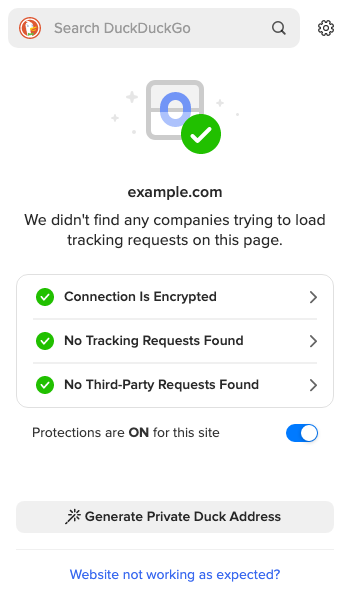 Search DuckDuckGo
example.com
We didn't find any companies trying to load
tracking requests on this page.
Connection Is Encrypted
No Tracking Requests Found
No Third-Party Requests Found
Protections are ON for this site
Generate Private Duck Address
Website not working as expected?